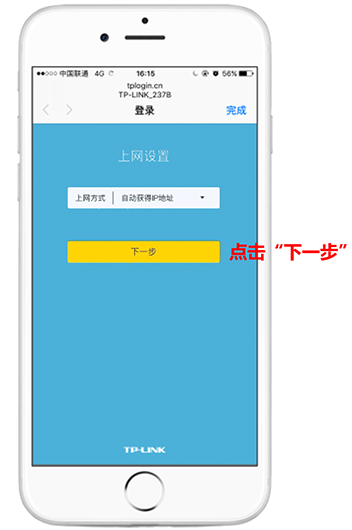 中国联通 4G 16:15 56%
tplogin.cn
TP-LINK_237B
登录 完成
上网设置
上网方式 自动获得IP地址
下一步 点击“下一步”
TP-LINK